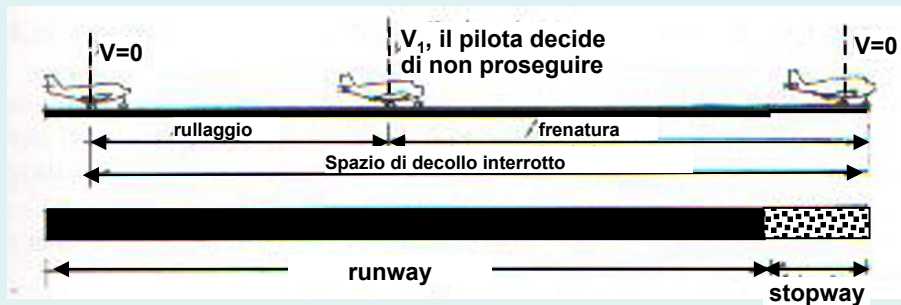 V=0
V₁, il pilota decide
di non proseguire
V=0
rullaggio
frenatura
Spazio di decollo interrotto
runway
stopway